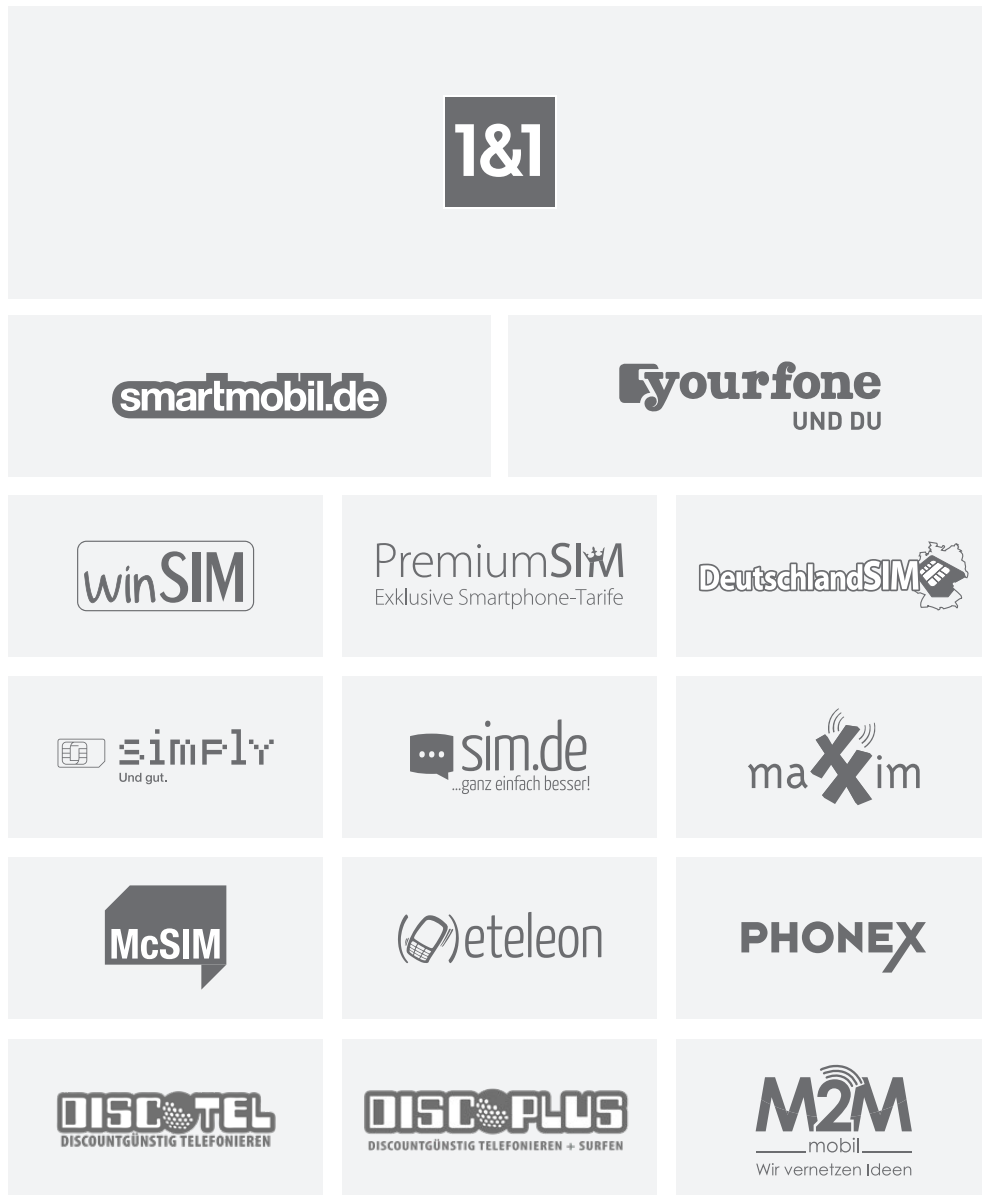 1&1
smartmobil.de
yourfone
UND DU
winSIM
PremiumSIM
Exklusive Smartphone-Tarife
DeutschlandSIM
simply
Und gut.
sim.de
...ganz einfach besser!
maXXim
McSIM
eteleon
PHONEX
DISCOTEL
DISCOUNTGÜNSTIG TELEFONIEREN
DISCOPLUS
DISCOUNTGÜNSTIG TELEFONIEREN + SURFEN
M2M
mobil
Wir vernetzen Ideen